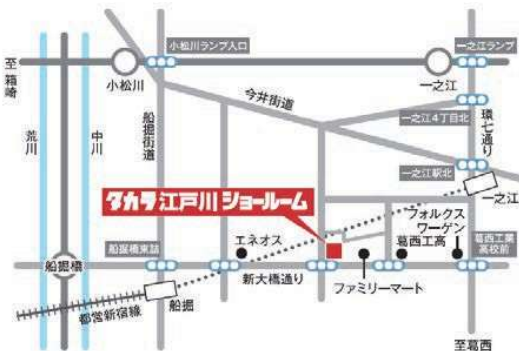 小松川ランプ入口
一之江ランプ
至箱崎
小松川
一之江
今井街道
環七通り
荒川
中川
船掘街道
一之江4丁目北
一之江駅北
一之江
タカラ江戸川ショールーム
フォルクス
ワーゲン
エネオス
葛西工高
葛西工業
高校前
船掘橋東詰
船掘橋
新大橋通り
ファミリーマート
船掘
都営新宿線
至葛西